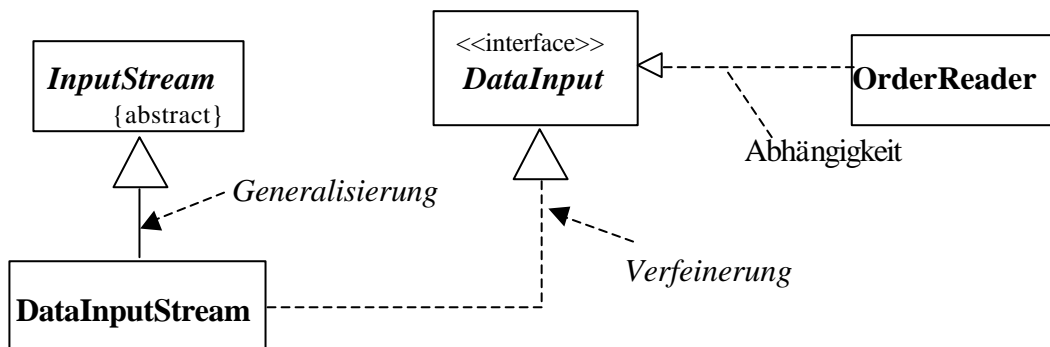 InputStream
{abstract}
<<interface>>
DataInput
OrderReader
Abhängigkeit
Generalisierung
Verfeinerung
DataInputStream